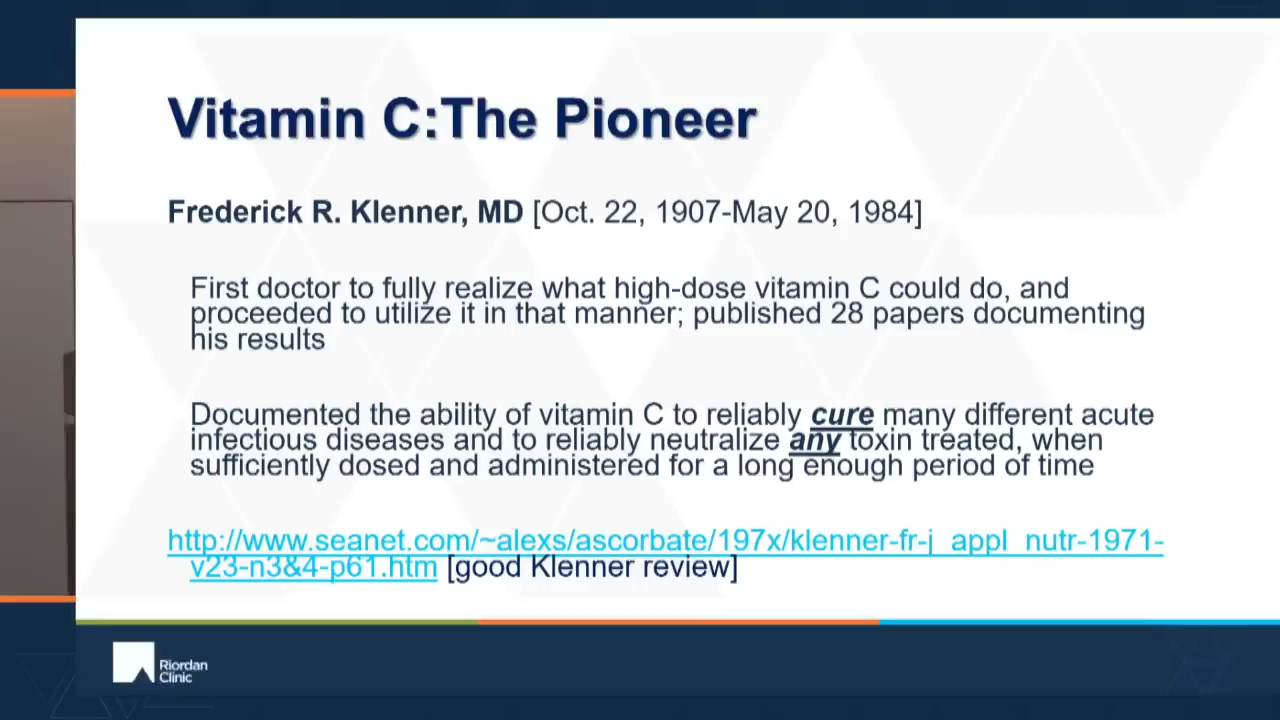 Vitamin C:The Pioneer
Frederick R. Klenner, MD [Oct. 22, 1907-May 20, 1984]
First doctor to fully realize what high-dose vitamin C could do, and
proceeded to utilize it in that manner; published 28 papers documenting
his results
Documented the ability of vitamin C to reliably cure many different acute
infectious diseases and to reliably neutralize any toxin treated, when
sufficiently dosed and administered for a long enough period of time
http://www.seanet.com/~alexs/ascorbate/197x/klenner-fr-j_appl_nutr-1971-
v23-n3&4-p61.htm [good Klenner review]
Riordan
Clinic